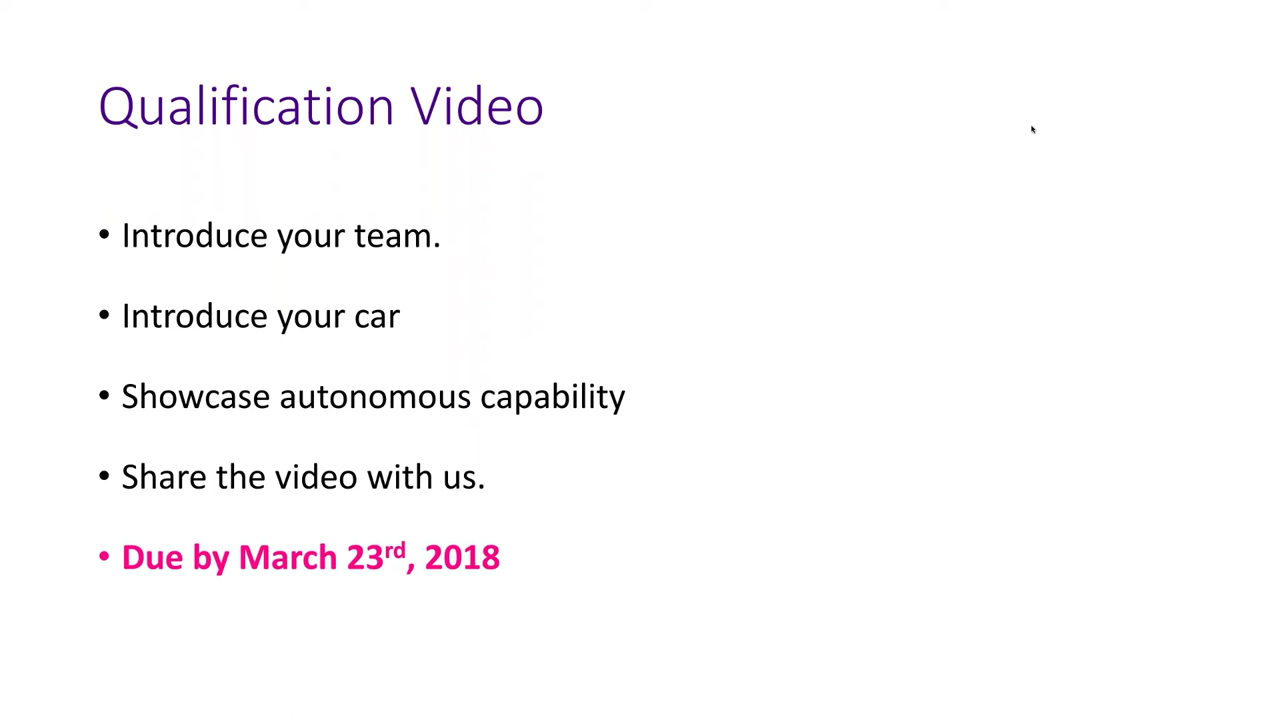 Qualification Video
• Introduce your team.
• Introduce your car
• Showcase autonomous capability
• Share the video with us.
• Due by March 23rd, 2018